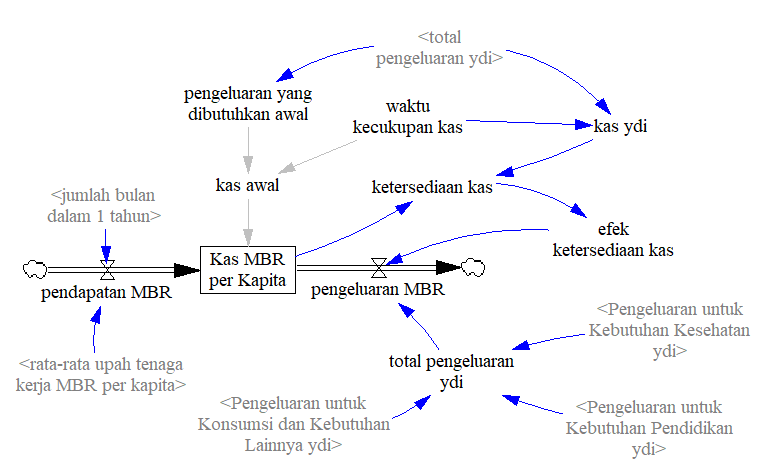 <total
pengeluaran ydi>
pengeluaran yang
dibutuhkan awal
waktu
kecukupan kas
kas ydi
kas awal
ketersediaan kas
<jumlah bulan
dalam 1 tahun>
efek
ketersediaan kas
Kas MBR
per Kapita
pendapatan MBR
pengeluaran MBR
<rata-rata upah tenaga
kerja MBR per kapita>
total pengeluaran
ydi
<Pengeluaran untuk
Kebutuhan Kesehatan
ydi>
<Pengeluaran untuk
Konsumsi dan Kebutuhan
Lainnya ydi>
<Pengeluaran untuk
Kebutuhan Pendidikan
ydi>